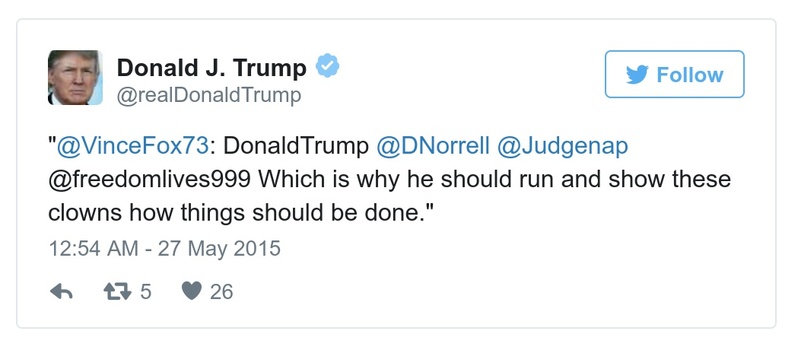 Donald J. Trump
@realDonaldTrump
Follow
"@VinceFox73: DonaldTrump @DNorrell @Judgenap
@freedomlives999 Which is why he should run and show these
clowns how things should be done."
12:54 AM - 27 May 2015
5 26